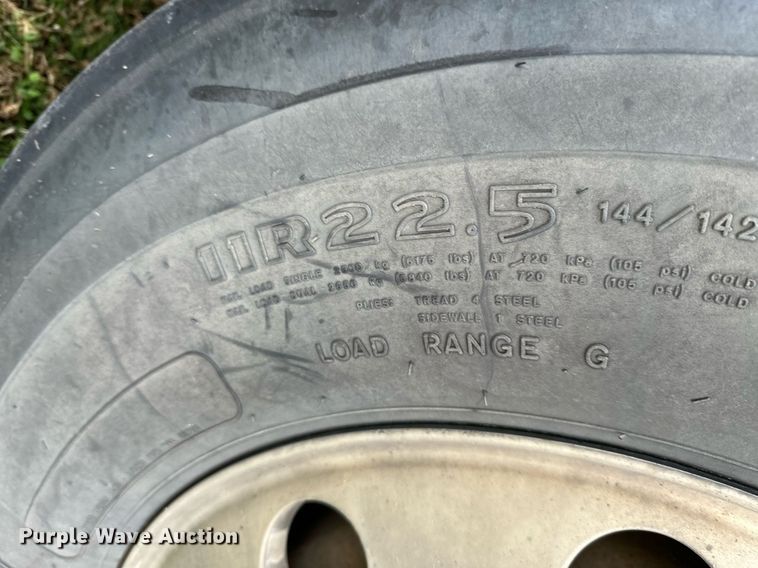 11R22.5 144/142
MAX. LOAD SINGLE 2800 kg (6175 lbs) AT 720 kPa (105 psi) COLD
MAX. LOAD DUAL 2650 kg (5840 lbs) AT 720 kPa (105 psi) COLD
PLIES: TREAD 4 STEEL
SIDEWALL 1 STEEL
LOAD RANGE G
Purple Wave Auction